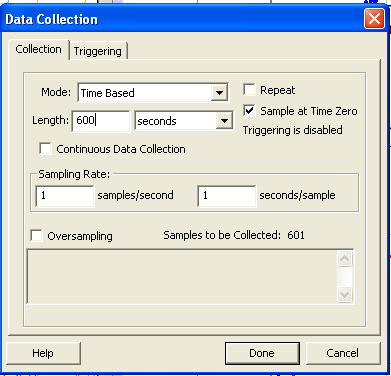 Data Collection
Collection Triggering
Mode: Time Based
Repeat
Length: 600 seconds
Sample at Time Zero
Triggering is disabled
Continuous Data Collection
Sampling Rate:
1 samples/second 1 seconds/sample
Oversampling Samples to be Collected: 601
Help Done Cancel